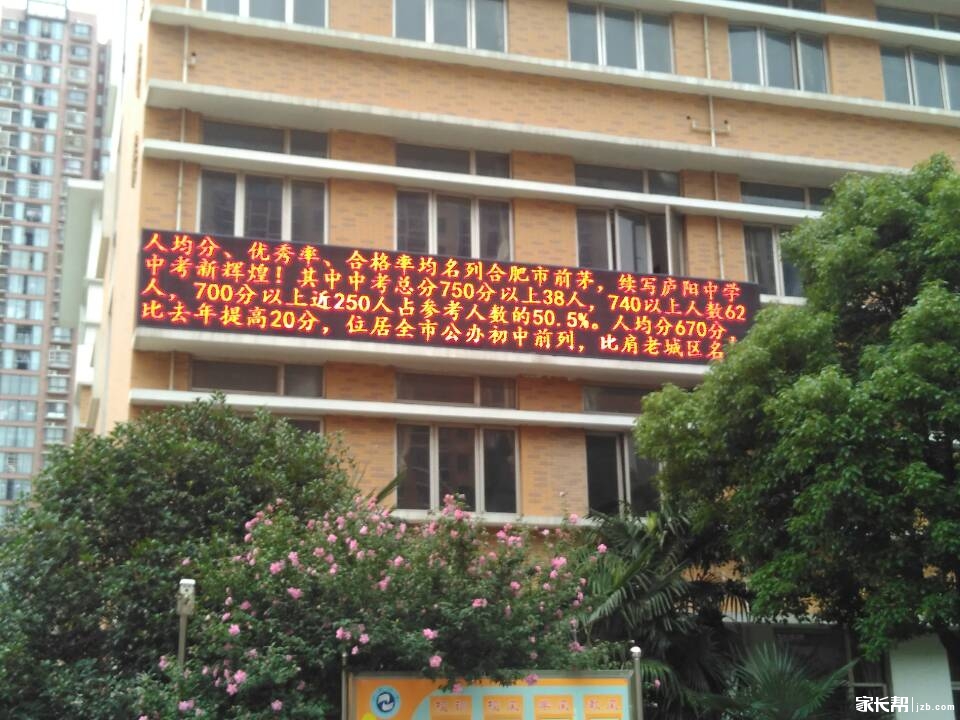 人均分、优秀率、合格率均名列合肥市前茅，续写庐阳中学
中考新辉煌！其中中考总分750分以上38人，740以上人数62
人，700分以上近250人占参考人数的50.5%。人均分670分
比去年提高20分，位居全市公办初中前列，比肩老城区名
家长帮 jzb.com